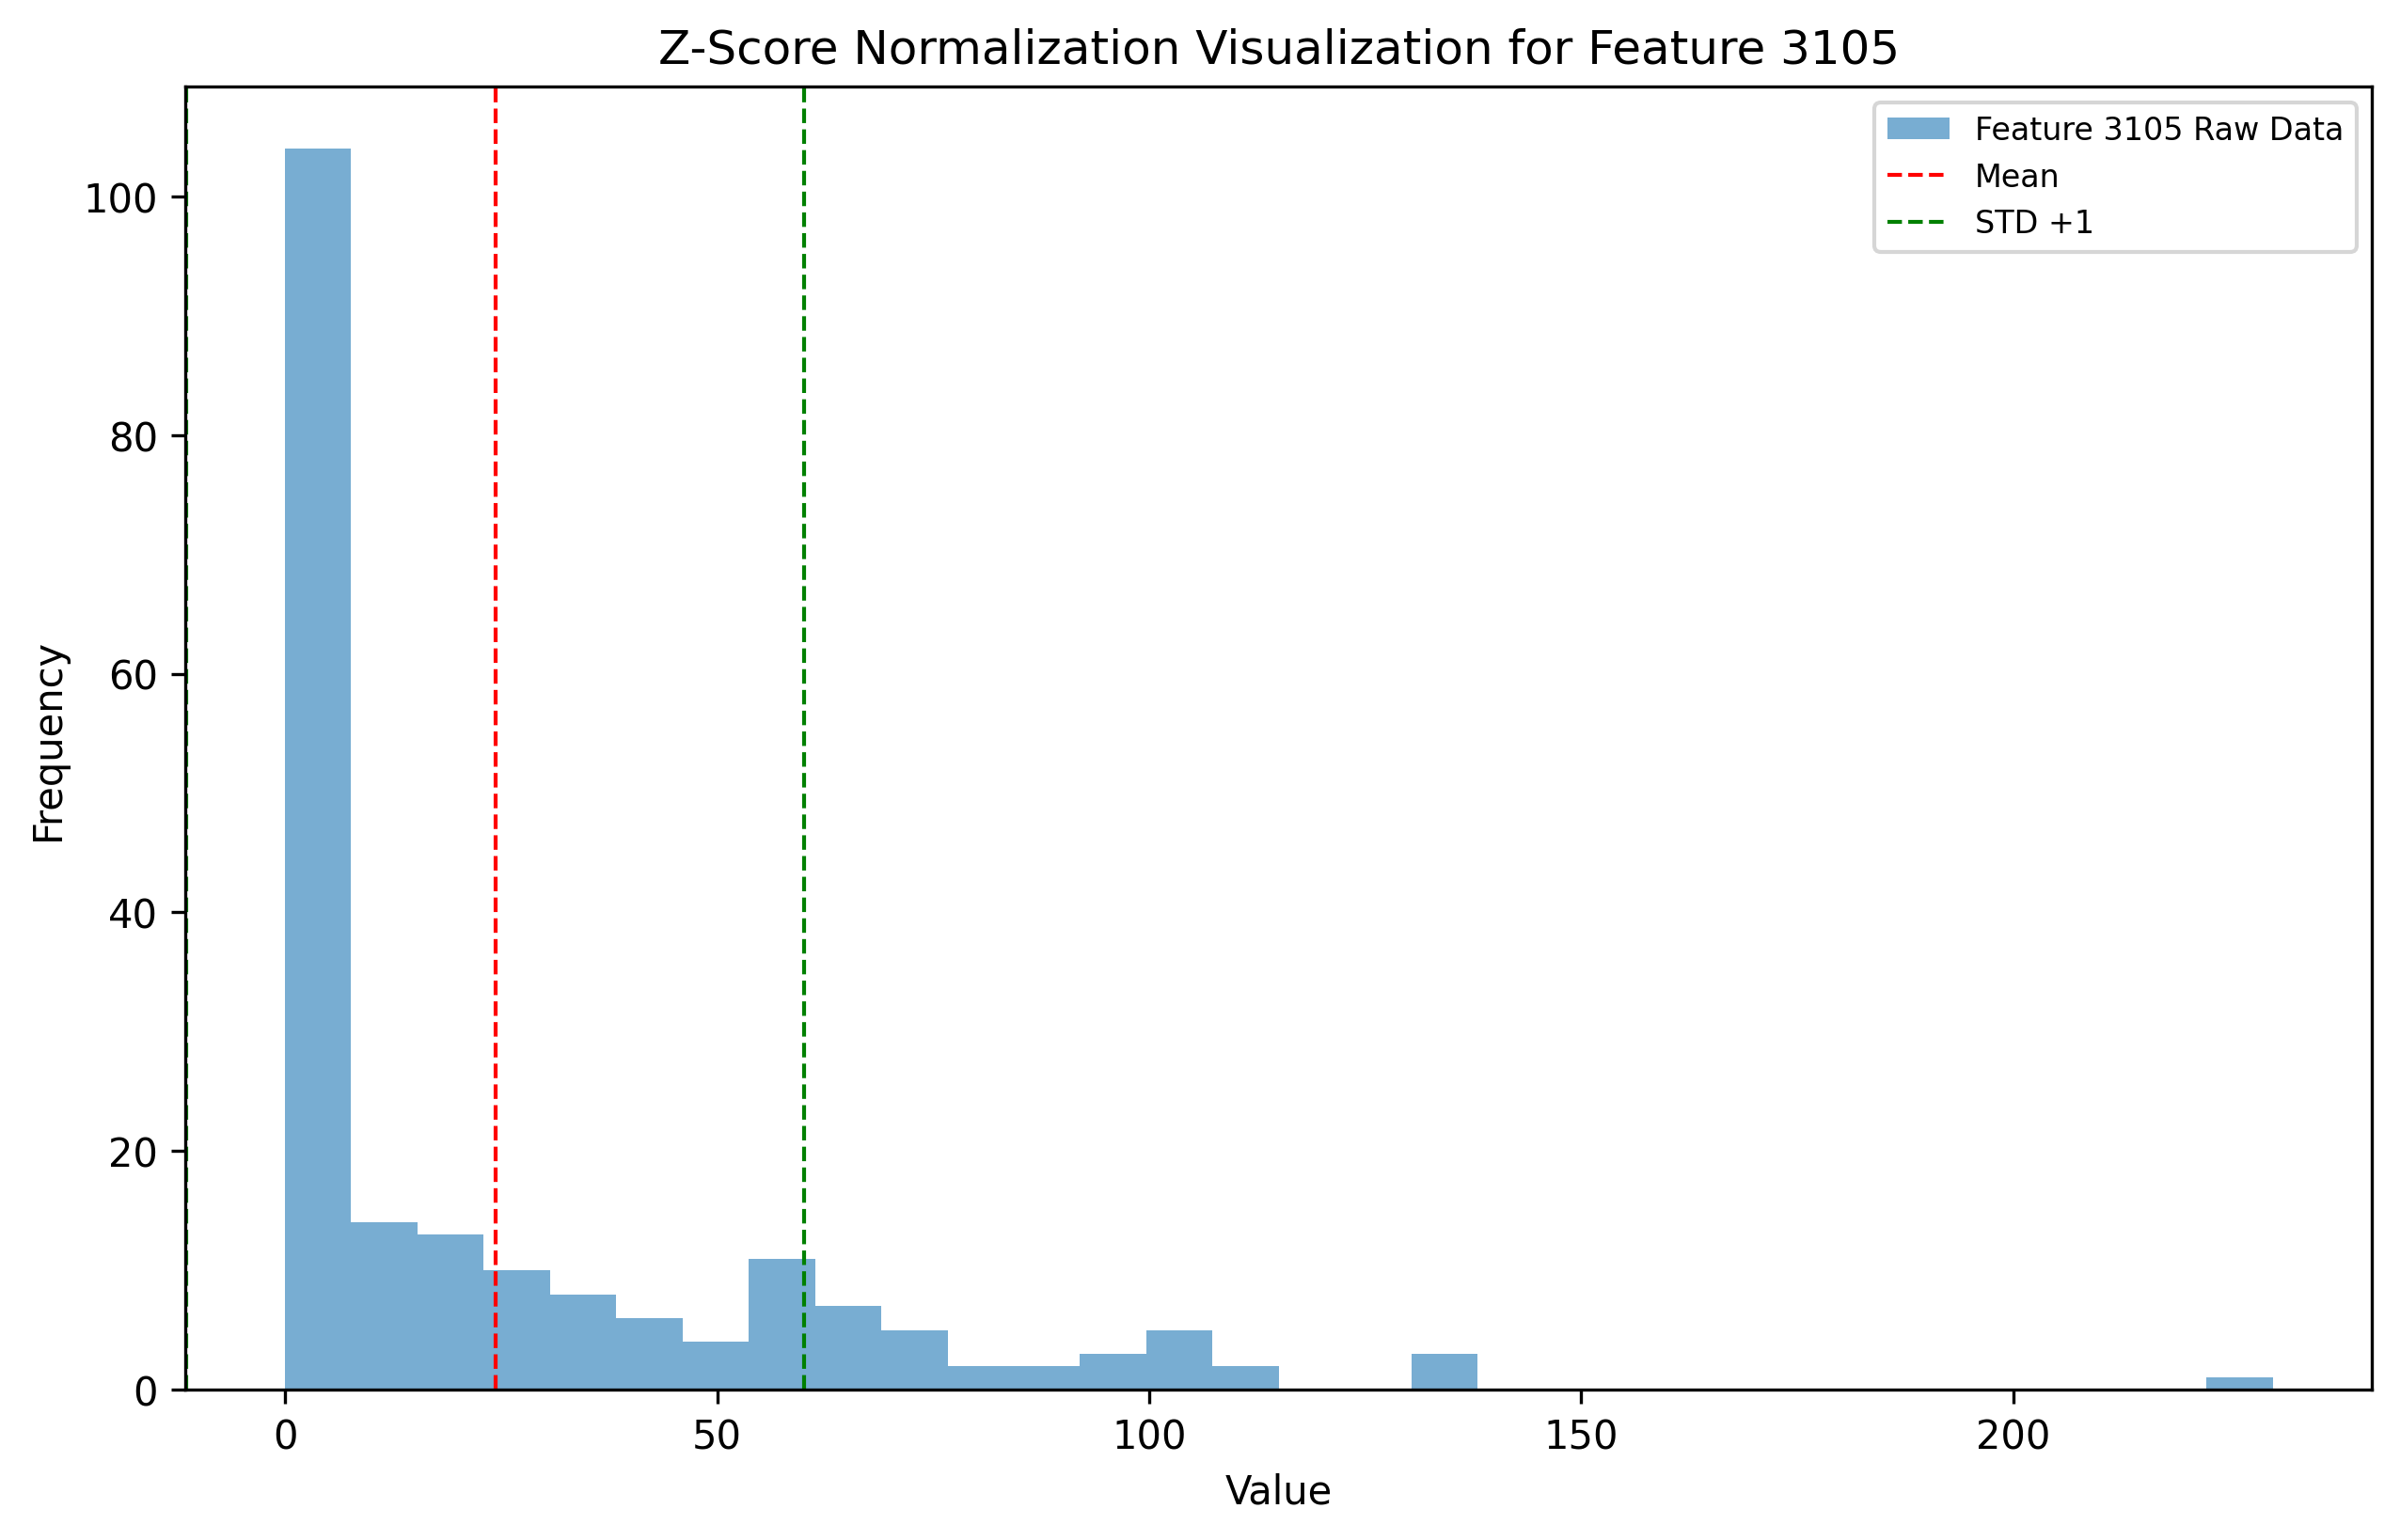 Z-Score Normalization Visualization for Feature 3105
Feature 3105 Raw Data
Mean
STD +1
Frequency
100
80
60
40
20
0
0 50 100 150 200
Value